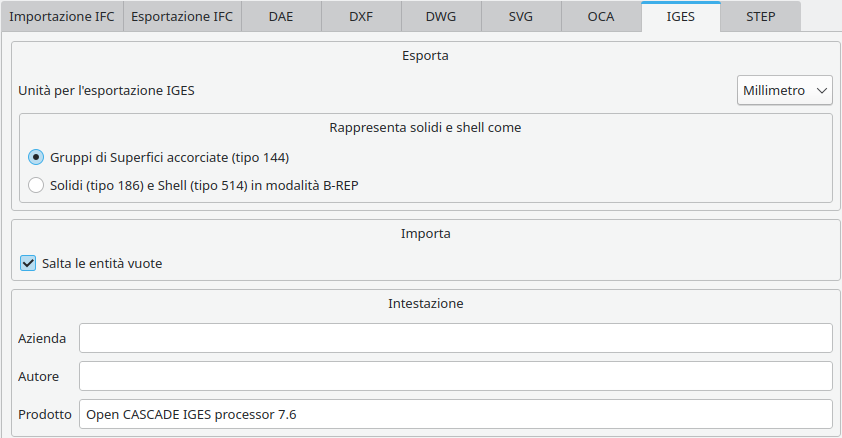 Importazione IFC Esportazione IFC DAE DXF DWG SVG OCA IGES STEP
Esporta
Unità per l'esportazione IGES Millimetro
Rappresenta solidi e shell come
Gruppi di Superfici accorciate (tipo 144)
Solidi (tipo 186) e Shell (tipo 514) in modalità B-REP
Importa
Salta le entità vuote
Intestazione
Azienda
Autore
Prodotto Open CASCADE IGES processor 7.6